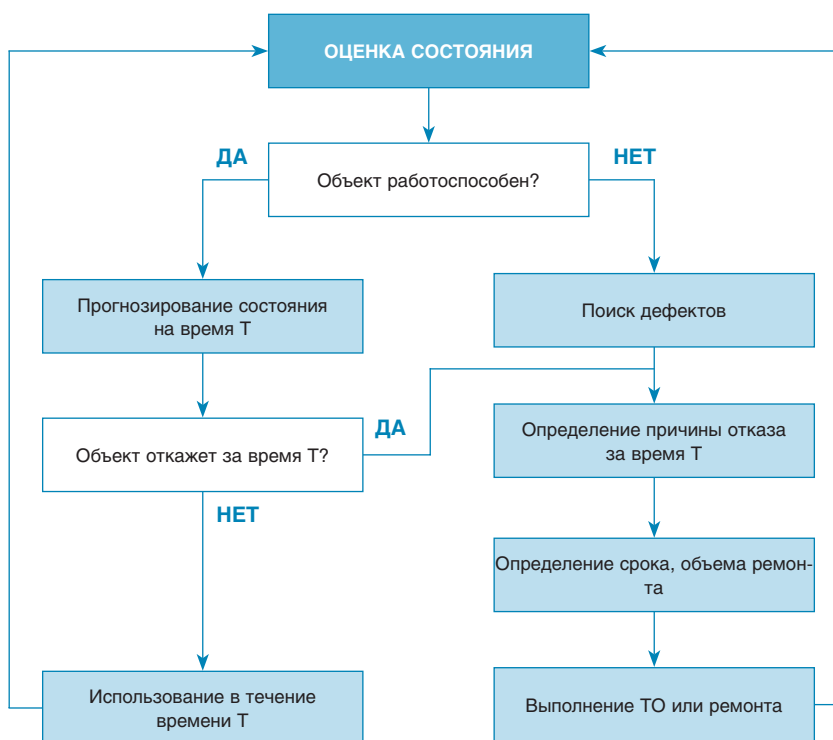 ОЦЕНКА СОСТОЯНИЯ
ДА
НЕТ
Объект работоспособен?
Прогнозирование состояния
на время Т
Поиск дефектов
Объект откажет за время Т?
ДА
Определение причины отказа
за время Т
НЕТ
Определение срока, объема ремон-
та
Использование в течение
времени Т
Выполнение ТО или ремонта